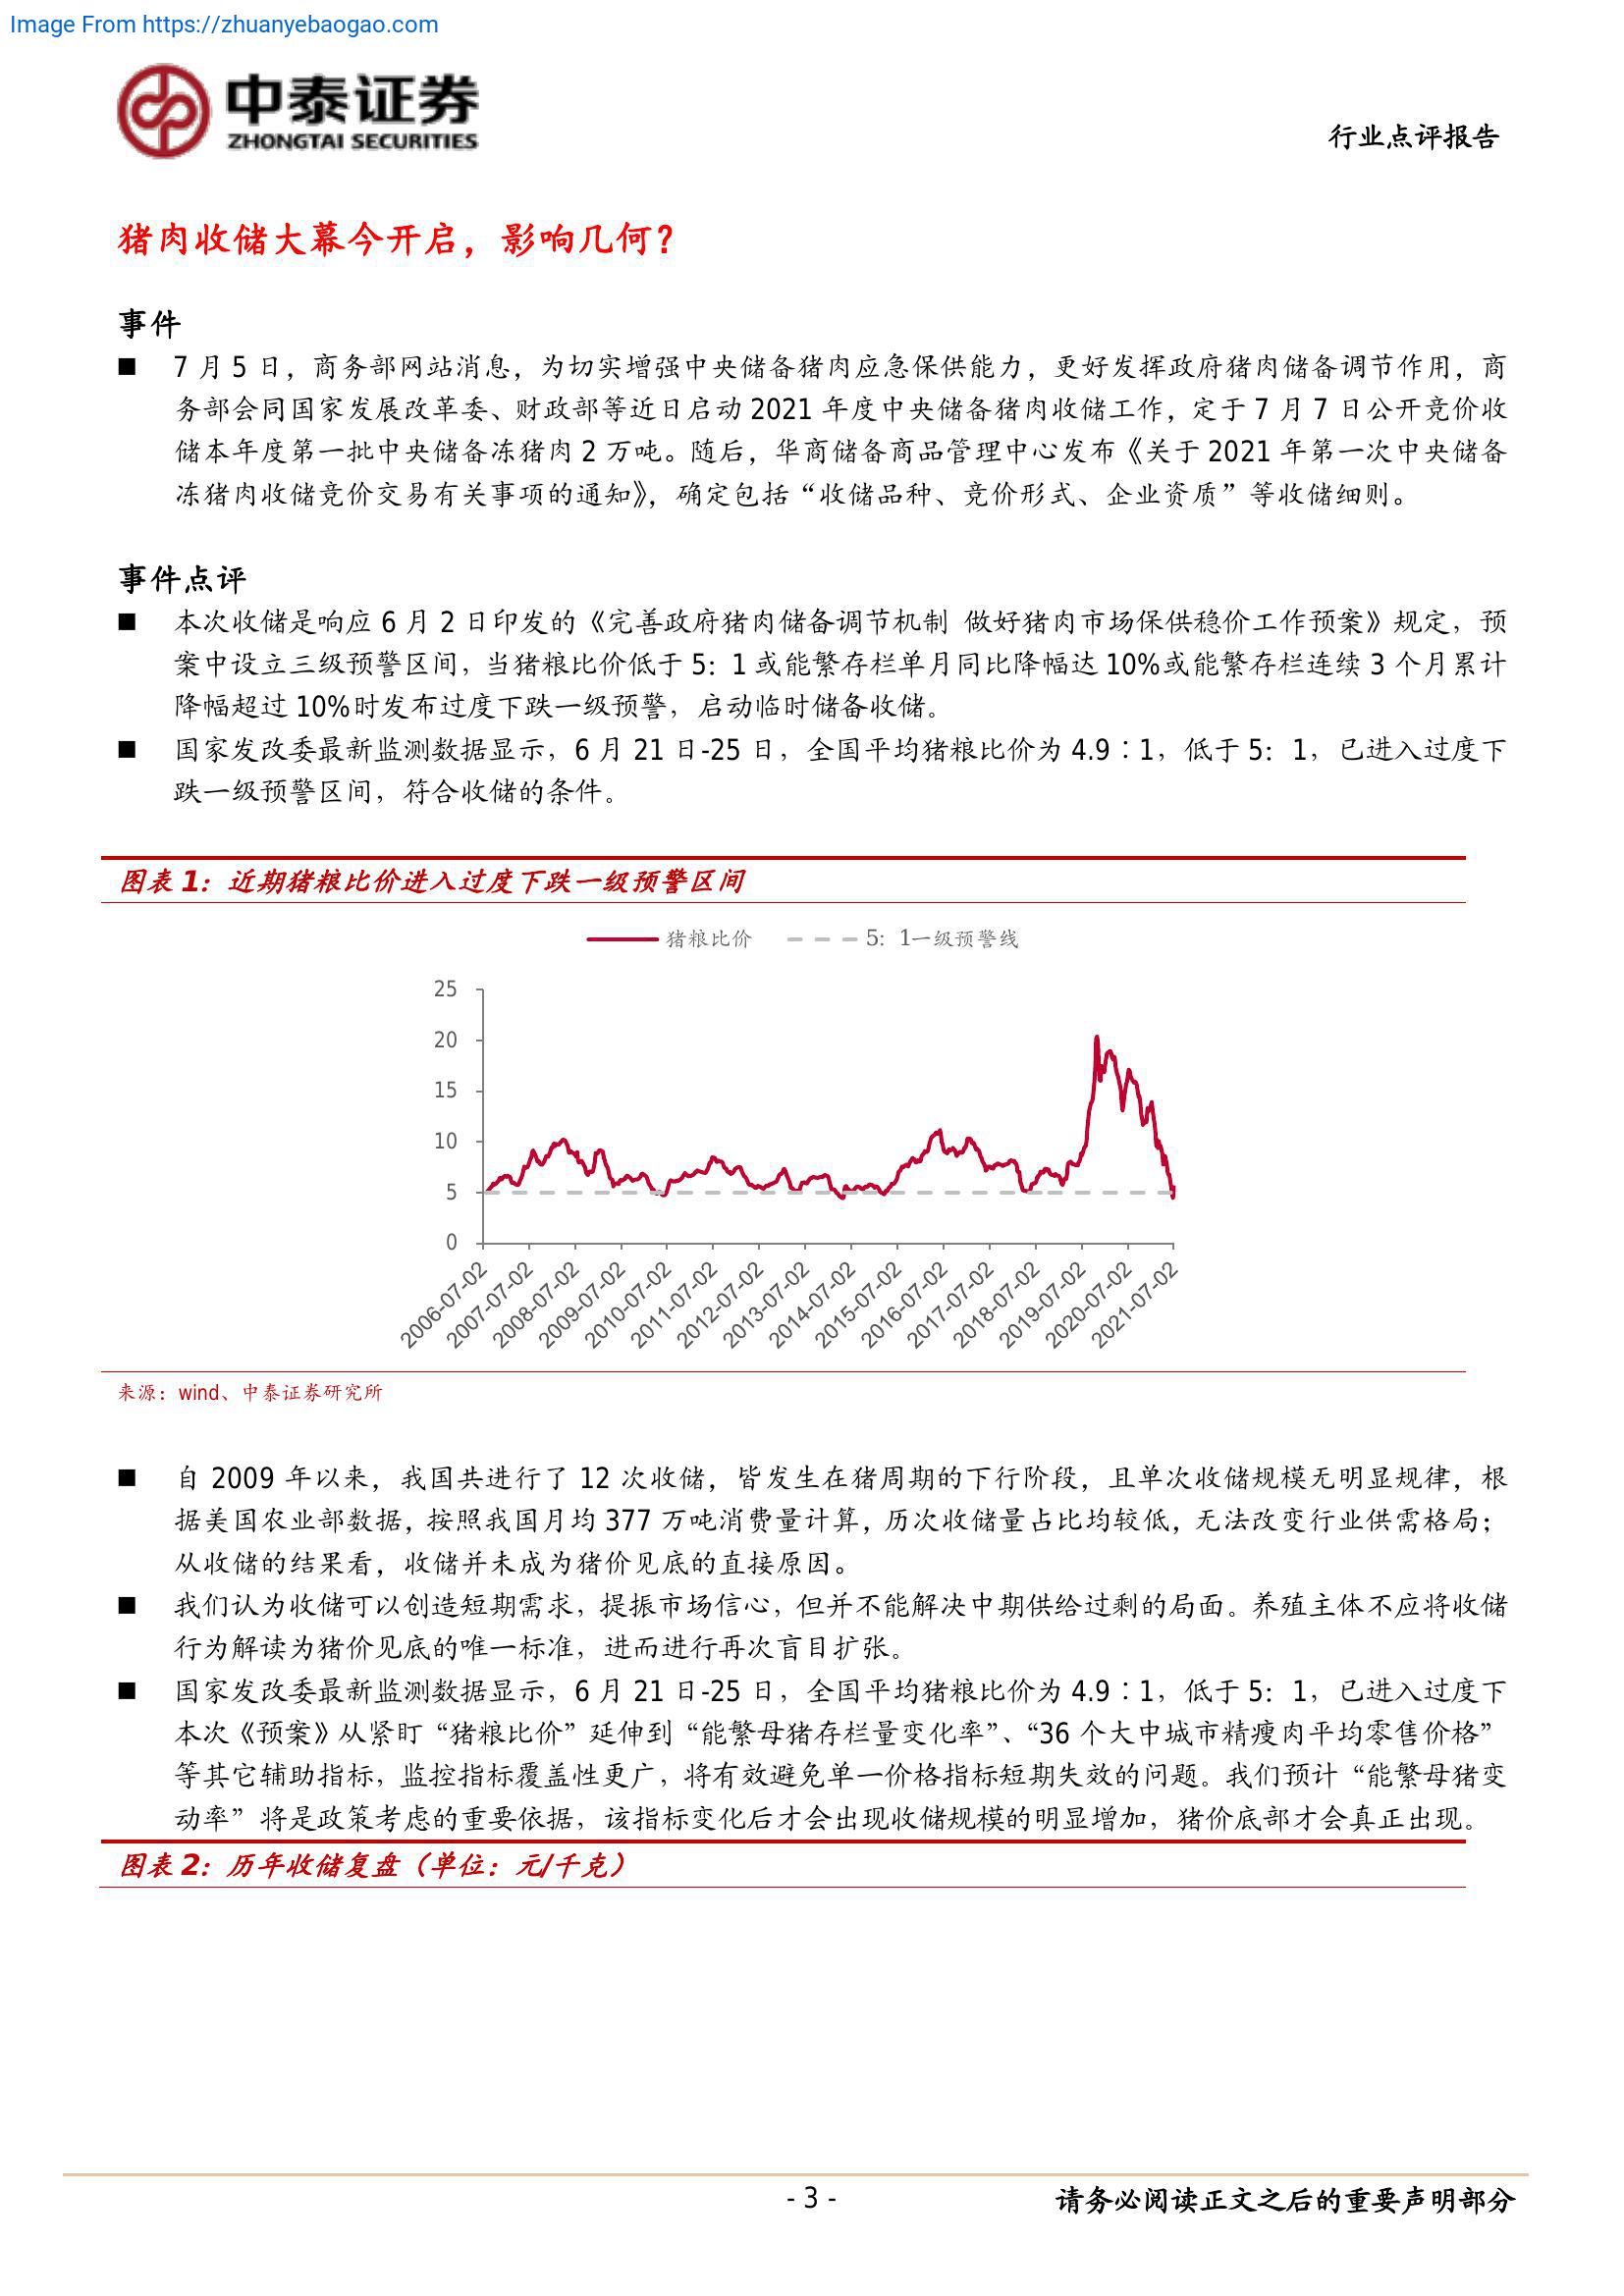 Image From https://zhuanyebaogao.com
中泰证券
ZHONGTAI SECURITIES
行业点评报告
猪肉收储大幕今开启，影响几何？
事件
■ 7 月 5 日，商务部网站消息，为切实增强中央储备猪肉应急保供能力，更好发挥政府猪肉储备调节作用，商
务部会同国家发展改革委、财政部等近日启动 2021 年度中央储备猪肉收储工作，定于 7 月 7 日公开竞价收
储本年度第一批中央储备冻猪肉 2 万吨。随后，华商储备商品管理中心发布《关于 2021 年第一次中央储备
冻猪肉收储竞价交易有关事项的通知》，确定包括“收储品种、竞价形式、企业资质”等收储细则。
事件点评
■ 本次收储是响应 6 月 2 日印发的《完善政府猪肉储备调节机制 做好猪肉市场保供稳价工作预案》规定，预
案中设立三级预警区间，当猪粮比价低于 5：1 或能繁存栏单月同比降幅达 10%或能繁存栏连续 3 个月累计
降幅超过 10%时发布过度下跌一级预警，启动临时储备收储。
■ 国家发改委最新监测数据显示，6 月 21 日-25 日，全国平均猪粮比价为 4.9∶1，低于 5：1，已进入过度下
跌一级预警区间，符合收储的条件。
图表 1：近期猪粮比价进入过度下跌一级预警区间
猪粮比价 5：1一级预警线
25
20
15
10
5
0
2006-07-02
2007-07-02
2008-07-02
2009-07-02
2010-07-02
2011-07-02
2012-07-02
2013-07-02
2014-07-02
2015-07-02
2016-07-02
2017-07-02
2018-07-02
2019-07-02
2020-07-02
2021-07-02
来源：wind、中泰证券研究所
■ 自 2009 年以来，我国共进行了 12 次收储，皆发生在猪周期的下行阶段，且单次收储规模无明显规律，根
据美国农业部数据，按照我国月均 377 万吨消费量计算，历次收储量占比均较低，无法改变行业供需格局；
从收储的结果看，收储并未成为猪价见底的直接原因。
■ 我们认为收储可以创造短期需求，提振市场信心，但并不能解决中期供给过剩的局面。养殖主体不应将收储
行为解读为猪价见底的唯一标准，进而进行再次盲目扩张。
■ 国家发改委最新监测数据显示，6 月 21 日-25 日，全国平均猪粮比价为 4.9∶1，低于 5：1，已进入过度下
本次《预案》从紧盯“猪粮比价”延伸到“能繁母猪存栏量变化率”、“36 个大中城市精瘦肉平均零售价格”
等其它辅助指标，监控指标覆盖性更广，将有效避免单一价格指标短期失效的问题。我们预计“能繁母猪变
动率”将是政策考虑的重要依据，该指标变化后才会出现收储规模的明显增加，猪价底部才会真正出现。
图表 2：历年收储复盘（单位：元/千克）
- 3 -
请务必阅读正文之后的重要声明部分